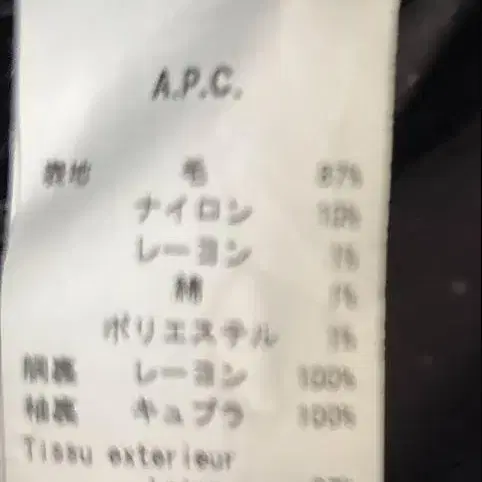 A.P.C.
表地 毛 87%
ナイロン 10%
レーヨン 1%
綿 1%
ポリエステル 1%
胴裏 レーヨン 100%
袖裏 キュプラ 100%
Tissu exterieur